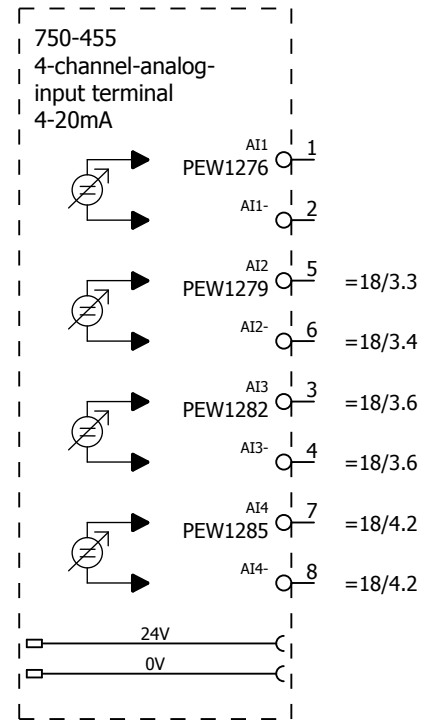 750-455
4-channel-analog-
input terminal
4-20mA
AI1 1
PEW1276
AI1- 2
AI2 5 =18/3.3
PEW1279
AI2- 6 =18/3.4
AI3 3 =18/3.6
PEW1282
AI3- 4 =18/3.6
AI4 7 =18/4.2
PEW1285
AI4- 8 =18/4.2
24V
0V